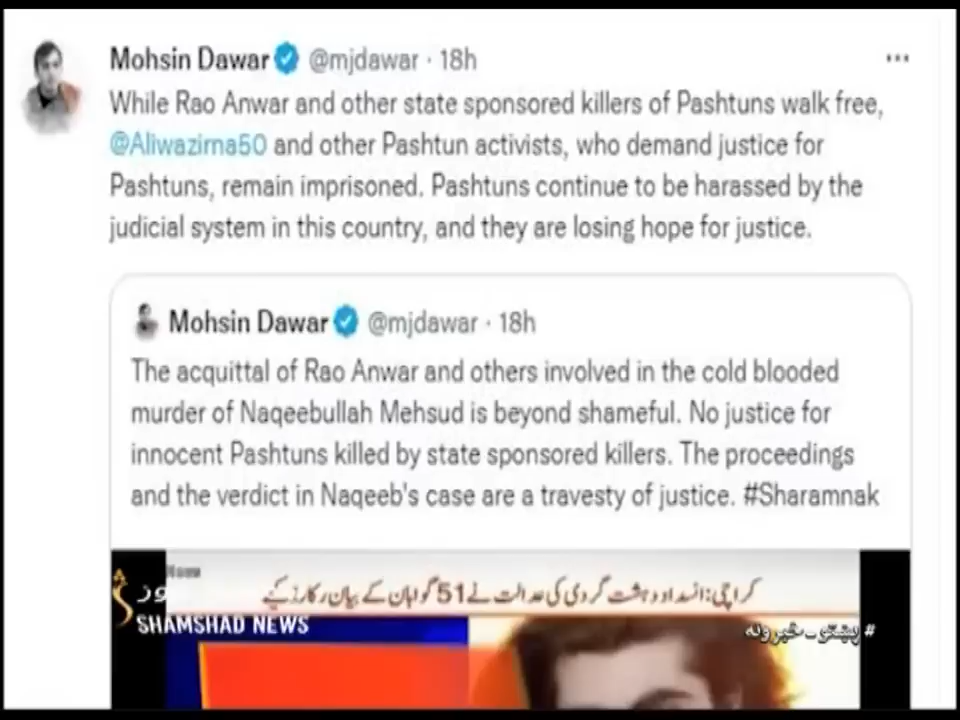 Mohsin Dawar @mjdawar · 18h
While Rao Anwar and other state sponsored killers of Pashtuns walk free,
@Aliwazirna50 and other Pashtun activists, who demand justice for
Pashtuns, remain imprisoned. Pashtuns continue to be harassed by the
judicial system in this country, and they are losing hope for justice.
Mohsin Dawar @mjdawar · 18h
The acquittal of Rao Anwar and others involved in the cold blooded
murder of Naqeebullah Mehsud is beyond shameful. No justice for
innocent Pashtuns killed by state sponsored killers. The proceedings
and the verdict in Naqeeb's case are a travesty of justice. #Sharamnak
کراچی: انسداد دہشت گردی کی عدالت نے 51 گواہان کے بیان رکارڈ کیے
SHAMSHAD NEWS
# پښتو_خبرونه